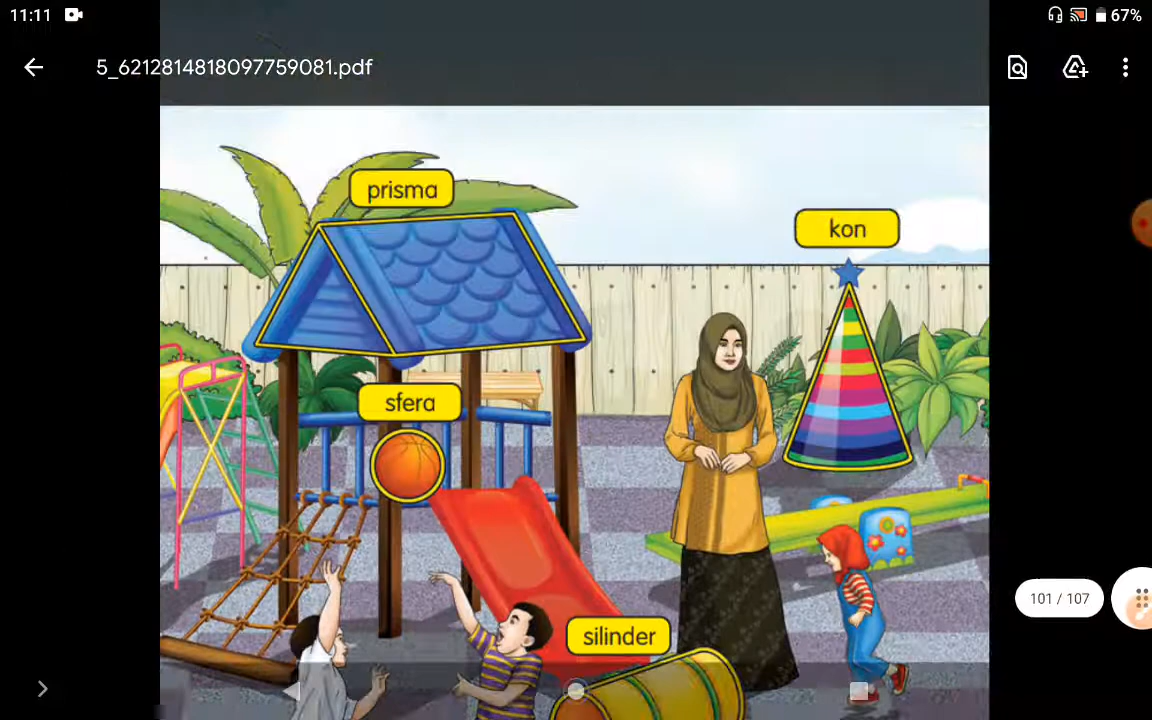 11:11
67%
5_6212814818097759081.pdf
prisma
kon
sfera
101 / 107
silinder